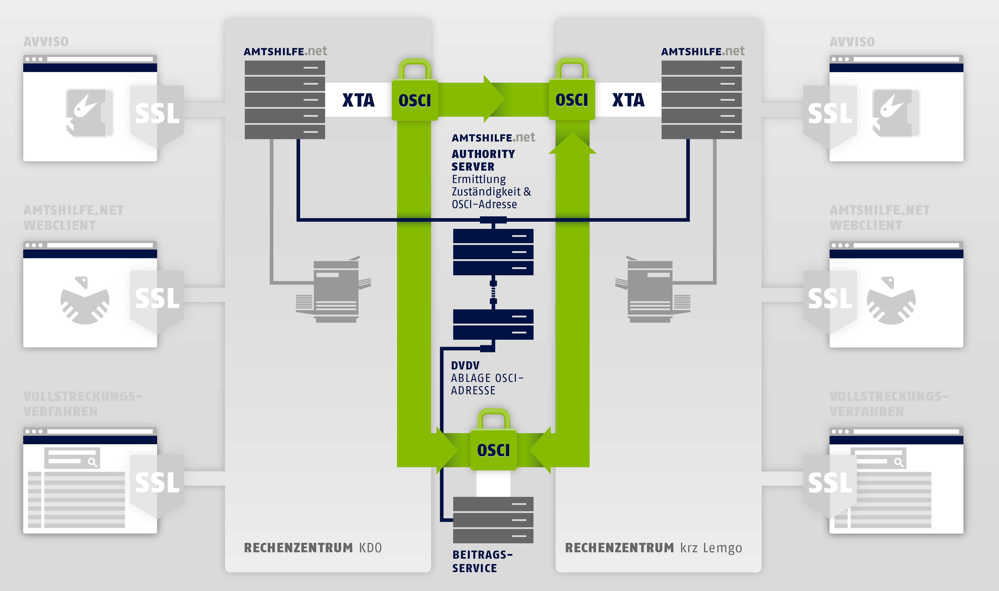 AVVISO
SSL
AMTSHILFE.NET
WEBCLIENT
SSL
VOLLSTRECKUNGS-
VERFAHREN
SSL
AMTSHILFE.net
XTA
OSCI
OSCI
XTA
AMTSHILFE.net
AMTSHILFE.net
AUTHORITY
SERVER
Ermittlung
Zuständigkeit &
OSCI-Adresse
DVDV
ABLAGE OSCI-
ADRESSE
OSCI
BEITRAGS-
SERVICE
RECHENZENTRUM KDO
RECHENZENTRUM krz Lemgo
AVVISO
SSL
AMTSHILFE.NET
WEBCLIENT
SSL
VOLLSTRECKUNGS-
VERFAHREN
SSL